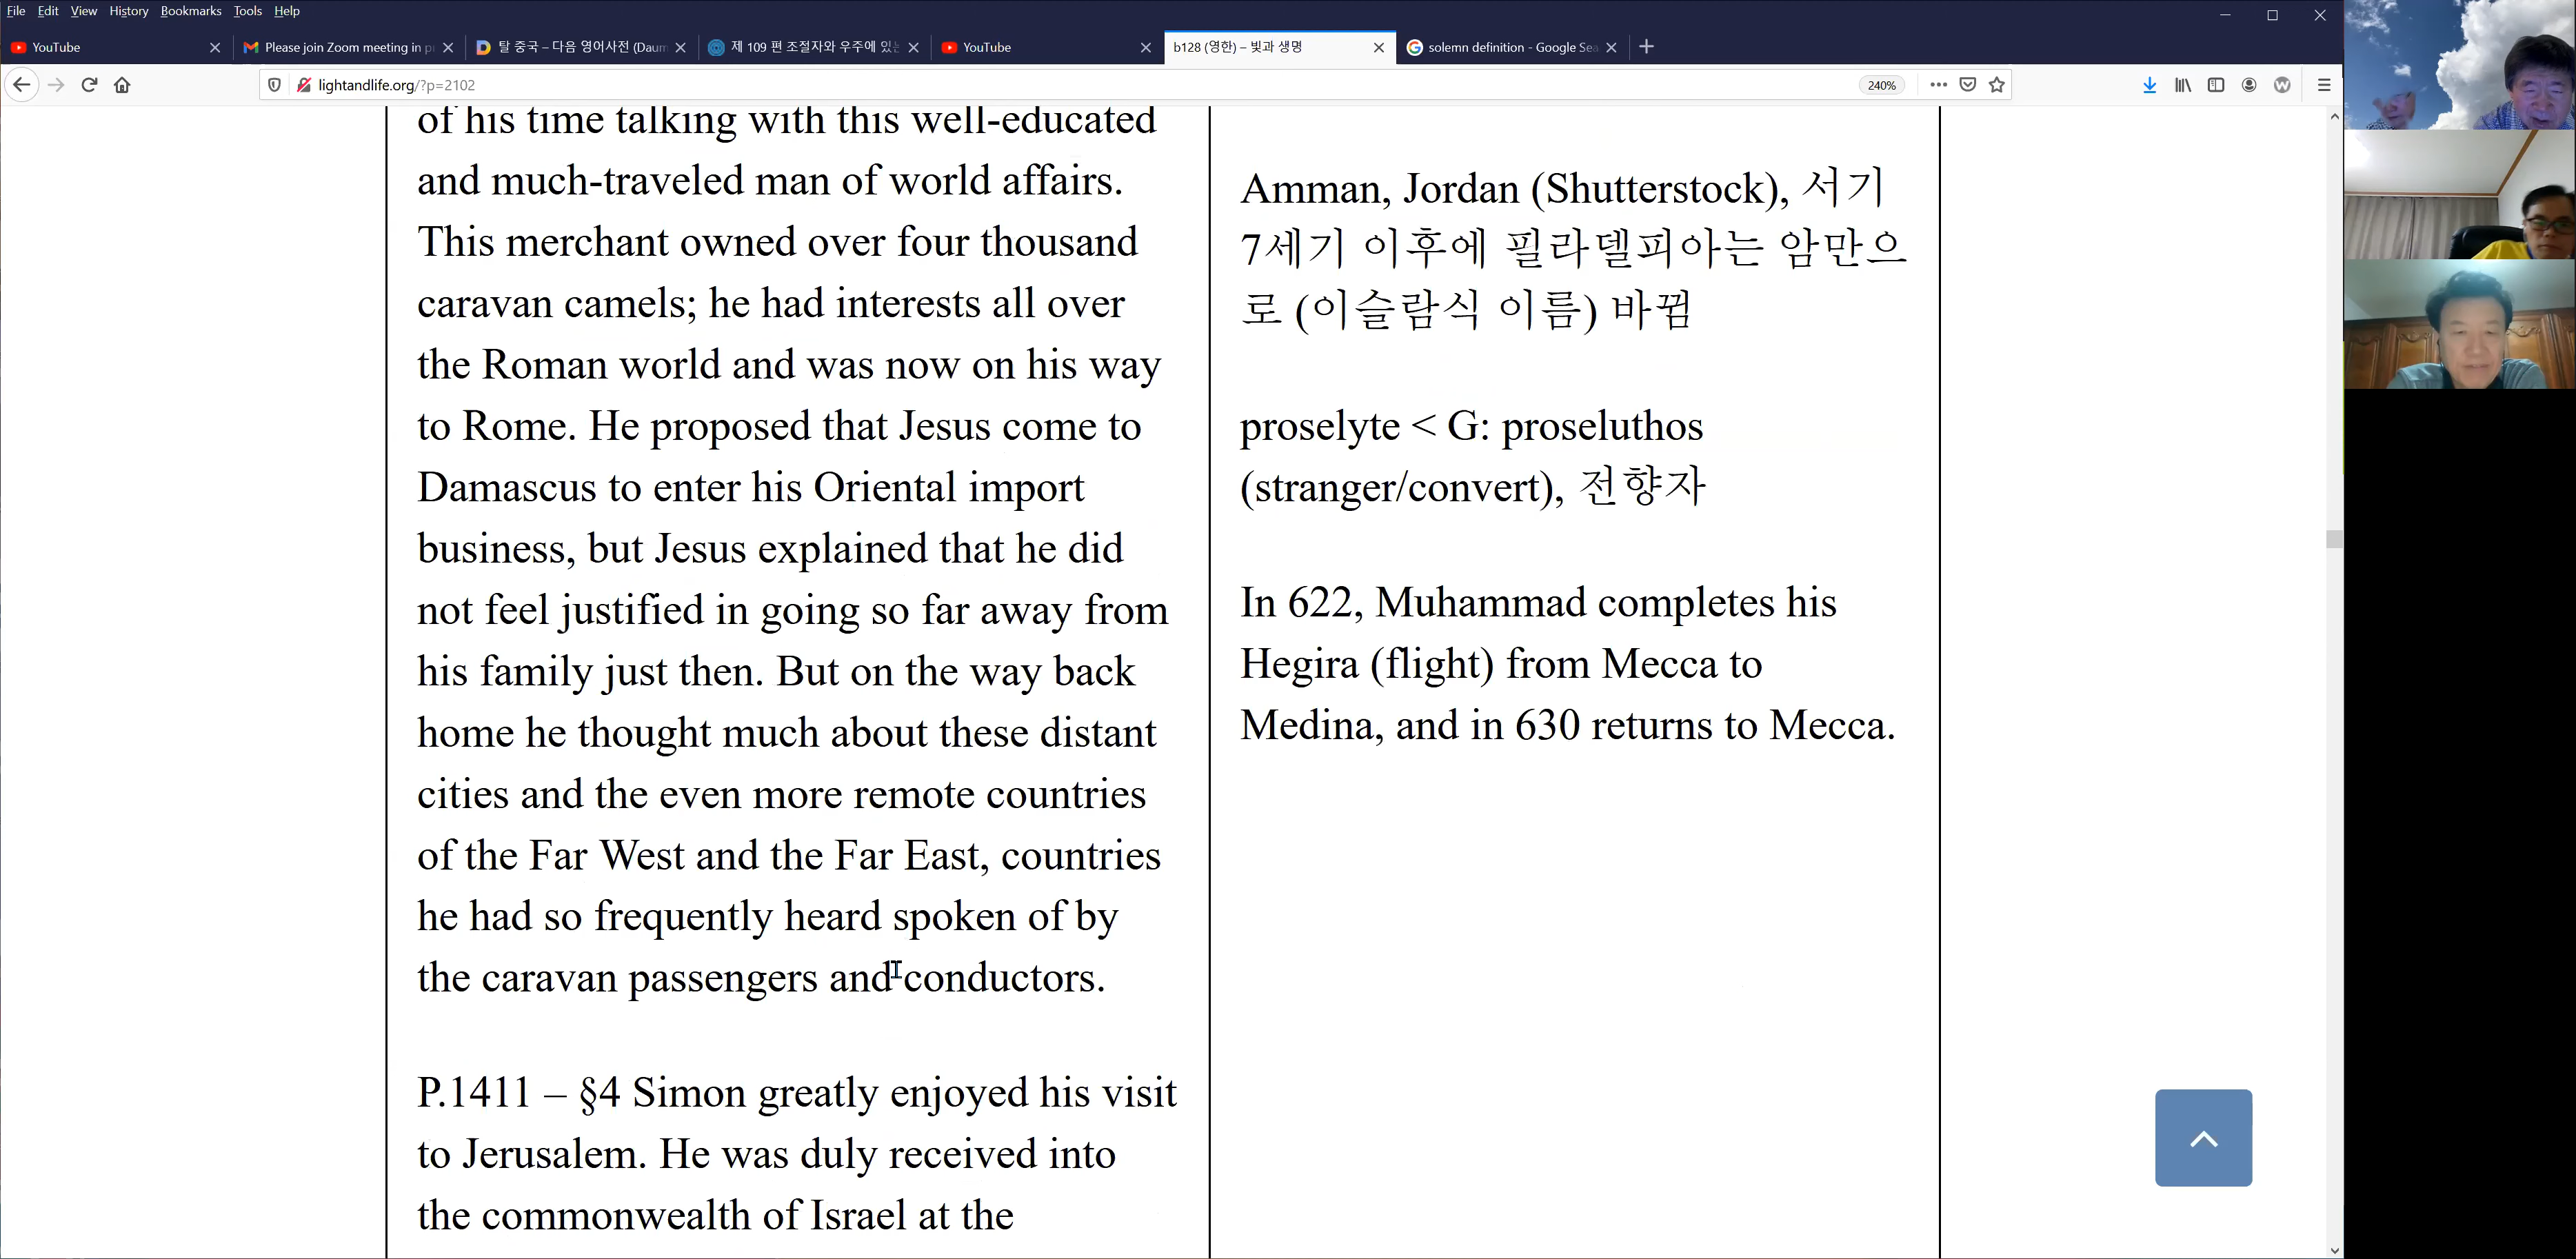 File Edit View History Bookmarks Tools Help
YouTube
Please join Zoom meeting in p
탈 중국 – 다음 영어사전 (Daum
제 109 편 조절자와 우주에 있는
YouTube
b128 (영한) – 빛과 생명
solemn definition - Google Sea
lightandlife.org/?p=2102
240%
of his time talking with this well-educated
and much-traveled man of world affairs.
This merchant owned over four thousand
caravan camels; he had interests all over
the Roman world and was now on his way
to Rome. He proposed that Jesus come to
Damascus to enter his Oriental import
business, but Jesus explained that he did
not feel justified in going so far away from
his family just then. But on the way back
home he thought much about these distant
cities and the even more remote countries
of the Far West and the Far East, countries
he had so frequently heard spoken of by
the caravan passengers and conductors.
P.1411 – §4 Simon greatly enjoyed his visit
to Jerusalem. He was duly received into
the commonwealth of Israel at the
Amman, Jordan (Shutterstock), 서기
7세기 이후에 필라델피아는 암만으
로 (이슬람식 이름) 바뀜
proselyte < G: proseluthos
(stranger/convert), 전향자
In 622, Muhammad completes his
Hegira (flight) from Mecca to
Medina, and in 630 returns to Mecca.